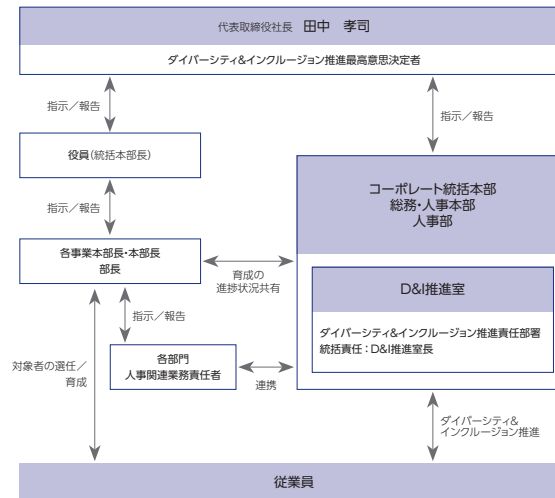 代表取締役社長 田中 孝司
ダイバーシティ&インクルージョン推進最高意思決定者
指示／報告
指示／報告
役員(統括本部長)
指示／報告
コーポレート統括本部
総務・人事本部
人事部
各事業本部長・本部長
部長
育成の
進捗状況共有
D&I推進室
ダイバーシティ&インクルージョン推進責任部署
統括責任：D&I推進室長
指示／報告
対象者の選任／
育成
各部門
人事関連業務責任者
連携
ダイバーシティ&
インクルージョン推進
従業員